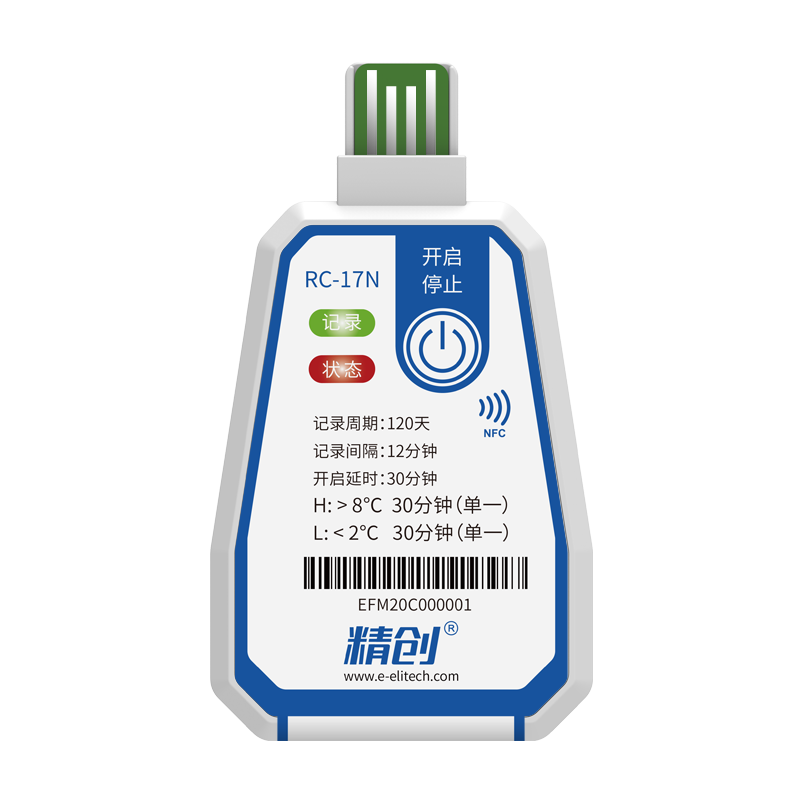 RC-17N
开启
停止
记录
状态
NFC
记录周期：120天
记录间隔：12分钟
开启延时：30分钟
H: > 8℃ 30分钟（单一）
L: < 2℃ 30分钟（单一）
EFM20C000001
精创®
www.e-elitech.com